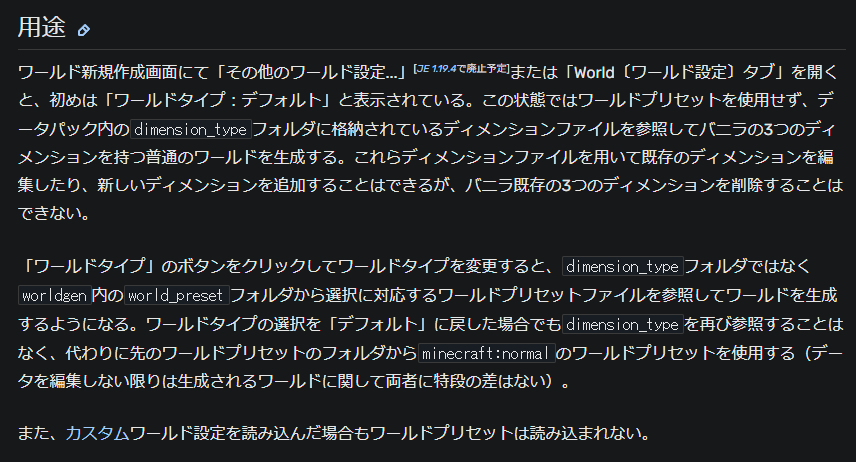 用途
ワールド新規作成画面にて「その他のワールド設定...」[JE 1.19.4で廃止予定]または「World〔ワールド設定〕タブ」を開く
と、初めは「ワールドタイプ：デフォルト」と表示されている。この状態ではワールドプリセットを使用せず、デ
ータパック内のdimension_typeフォルダに格納されているディメンションファイルを参照してバニラの3つのディ
メンションを持つ普通のワールドを生成する。これらディメンションファイルを用いて既存のディメンションを編
集したり、新しいディメンションを追加することはできるが、バニラ既存の3つのディメンションを削除することは
できない。
「ワールドタイプ」のボタンをクリックしてワールドタイプを変更すると、dimension_typeフォルダではなく
worldgen内のworld_presetフォルダから選択に対応するワールドプリセットファイルを参照してワールドを生成
するようになる。ワールドタイプの選択を「デフォルト」に戻した場合でもdimension_typeを再び参照することは
なく、代わりに先のワールドプリセットのフォルダからminecraft:normalのワールドプリセットを使用する（デー
タを編集しない限りは生成されるワールドに関して両者に特段の差はない）。
また、カスタムワールド設定を読み込んだ場合もワールドプリセットは読み込まれない。